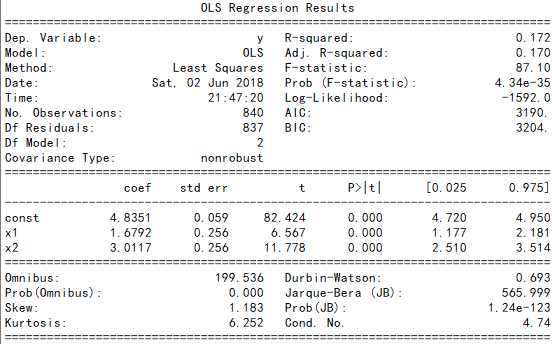 OLS Regression Results
==============================================================================
Dep. Variable: y R-squared: 0.172
Model: OLS Adj. R-squared: 0.170
Method: Least Squares F-statistic: 87.10
Date: Sat, 02 Jun 2018 Prob (F-statistic): 4.34e-35
Time: 21:47:20 Log-Likelihood: -1592.0
No. Observations: 840 AIC: 3190.
Df Residuals: 837 BIC: 3204.
Df Model: 2
Covariance Type: nonrobust
==============================================================================
coef std err t P>|t| [0.025 0.975]
------------------------------------------------------------------------------
const 4.8351 0.059 82.424 0.000 4.720 4.950
x1 1.6792 0.256 6.567 0.000 1.177 2.181
x2 3.0117 0.256 11.778 0.000 2.510 3.514
==============================================================================
Omnibus: 199.536 Durbin-Watson: 0.693
Prob(Omnibus): 0.000 Jarque-Bera (JB): 565.999
Skew: 1.183 Prob(JB): 1.24e-123
Kurtosis: 6.252 Cond. No. 4.74
==============================================================================